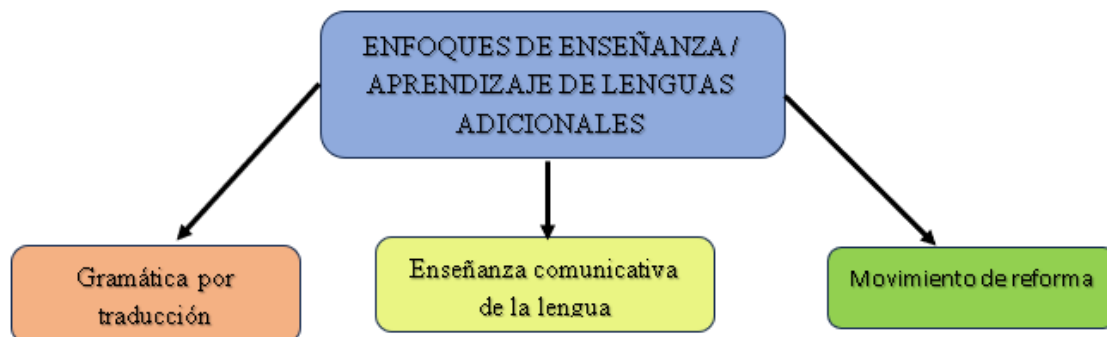 ENFOQUES DE ENSEÑANZA /
APRENDIZAJE DE LENGUAS
ADICIONALES
Gramática por
traducción
Enseñanza comunicativa
de la lengua
Movimiento de reforma